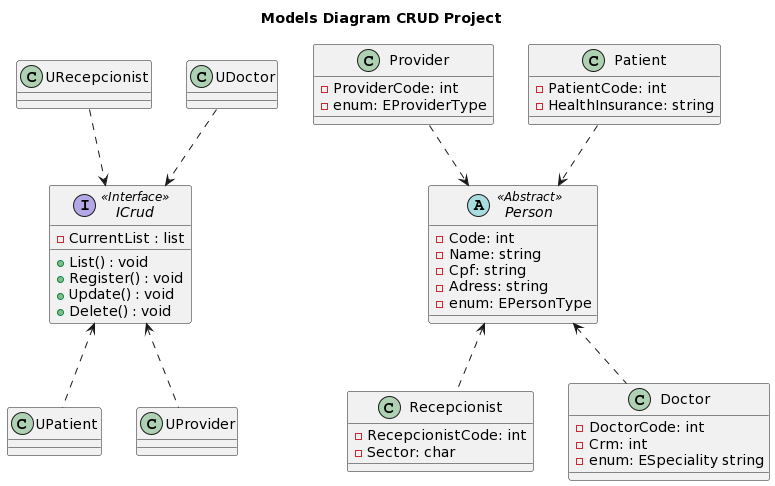 Models Diagram CRUD Project
C URecepcionist
C UDoctor
C Provider
ProviderCode: int
enum: EProviderType
C Patient
PatientCode: int
HealthInsurance: string
I «Interface»
ICrud
CurrentList : list
List() : void
Register() : void
Update() : void
Delete() : void
A «Abstract»
Person
Code: int
Name: string
Cpf: string
Adress: string
enum: EPersonType
C UPatient
C UProvider
C Recepcionist
RecepcionistCode: int
Sector: char
C Doctor
DoctorCode: int
Crm: int
enum: ESpeciality string